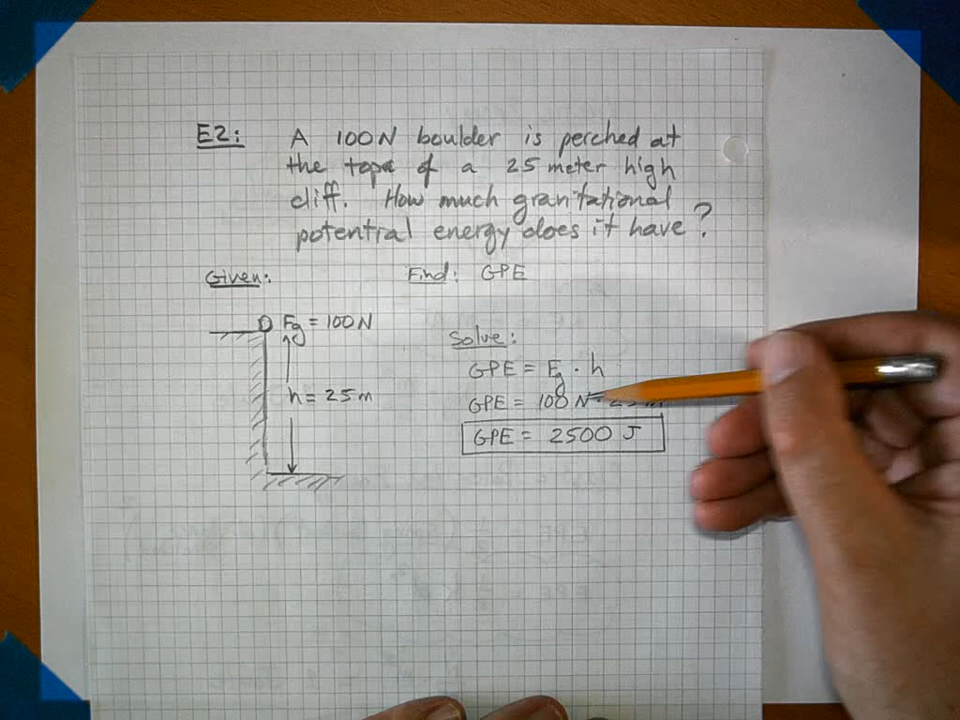 E2: A 100N boulder is perched at
the top of a 25 meter high
cliff. How much gravitational
potential energy does it have?
Given: Find: GPE
Fg = 100N
Solve:
GPE = Fg · h
h = 25m
GPE = 100 N
GPE = 2500 J